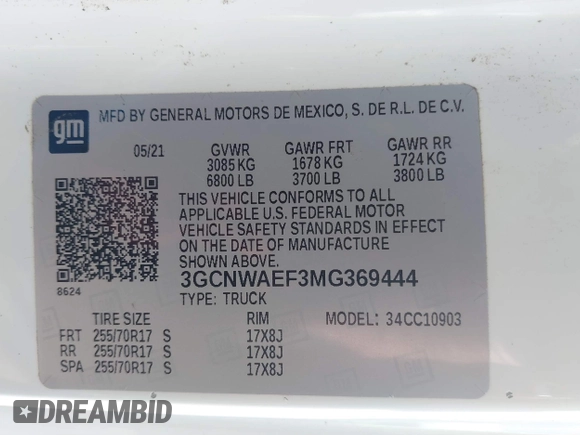 gm
MFD BY GENERAL MOTORS DE MEXICO, S. DE R.L. DE C.V.
05/21 GVWR GAWR FRT GAWR RR
3085 KG 1678 KG 1724 KG
6800 LB 3700 LB 3800 LB
THIS VEHICLE CONFORMS TO ALL
APPLICABLE U.S. FEDERAL MOTOR
VEHICLE SAFETY STANDARDS IN EFFECT
ON THE DATE OF MANUFACTURE
SHOWN ABOVE.
3GCNWAEF3MG369444
8624
TYPE: TRUCK
TIRE SIZE RIM MODEL: 34CC10903
FRT 255/70R17 S 17X8J
RR 255/70R17 S 17X8J
SPA 255/70R17 S 17X8J
DREAMBID